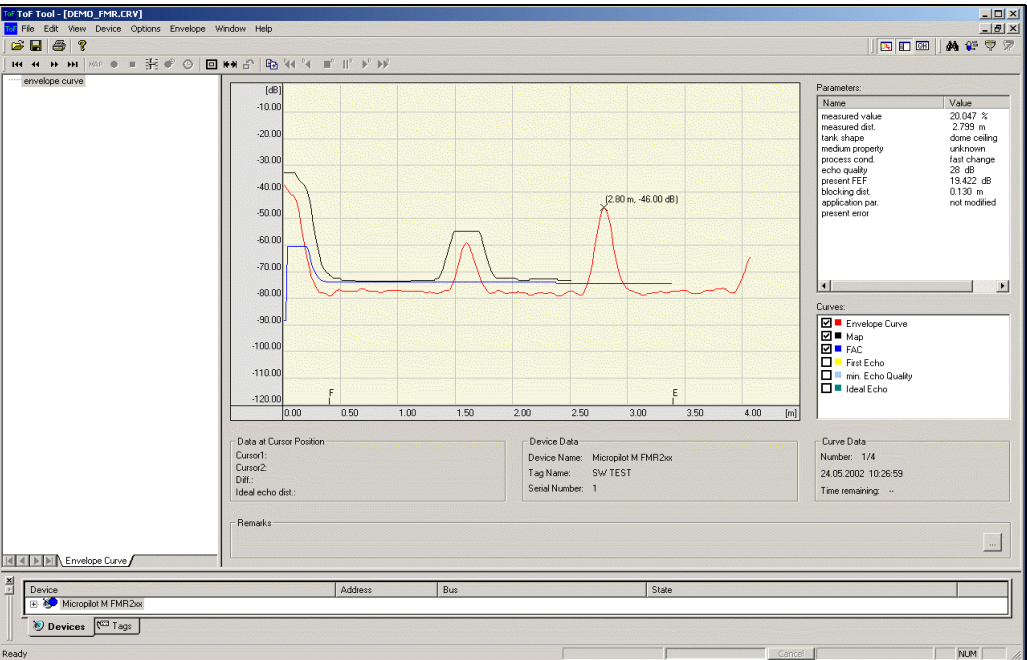 ToF Tool - [DEMO_FMR.CRV]
File Edit View Device Options Envelope Window Help
MAP
envelope curve
[dB]
-10.00
-20.00
-30.00
-40.00
-50.00
-60.00
-70.00
-80.00
-90.00
-100.00
-110.00
-120.00
(2.80 m, -46.00 dB)
F E
0.00 0.50 1.00 1.50 2.00 2.50 3.00 3.50 4.00 [m]
Parameters:
Name Value
measured value 20.047 %
measured dist. 2.799 m
tank shape dome ceiling
medium property unknown
process cond. fast change
echo quality 28 dB
present FEF 19.422 dB
blocking dist. 0.130 m
application par. not modified
present error
Curves:
Envelope Curve
Map
FAC
First Echo
min. Echo Quality
Ideal Echo
Data at Cursor Position
Cursor1:
Cursor2:
Diff.:
Ideal echo dist.:
Device Data
Device Name: Micropilot M FMR2xx
Tag Name: SW TEST
Serial Number: 1
Curve Data
Number: 1/4
24.05.2002 10:26:59
Time remaining: --
Remarks
...
Envelope Curve
Device Address Bus State
Micropilot M FMR2xx
Devices Tags
Ready Cancel NUM